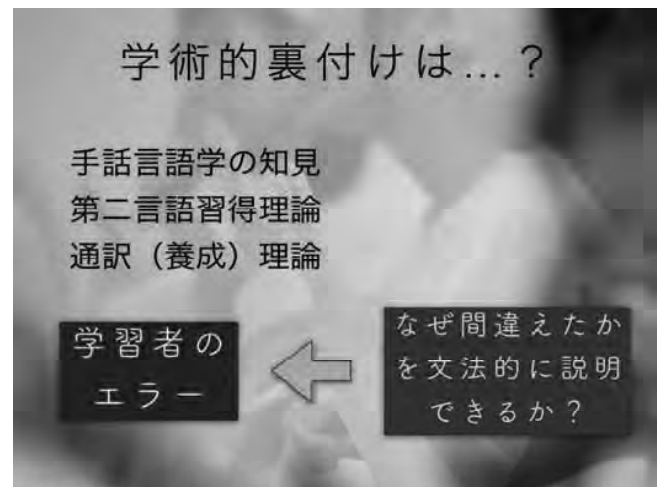 学術的裏付けは…？
手話言語学の知見
第二言語習得理論
通訳（養成）理論
学習者の
エラー
なぜ間違えたか
を文法的に説明
できるか？